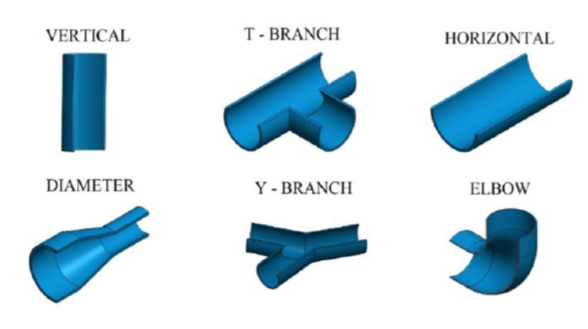 VERTICAL
T - BRANCH
HORIZONTAL
DIAMETER
Y - BRANCH
ELBOW